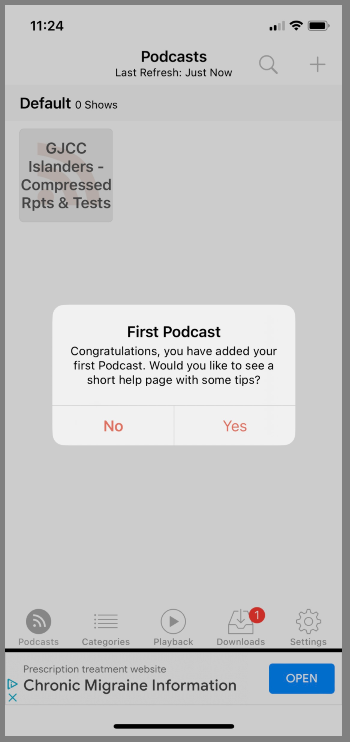 11:24
Podcasts
Last Refresh: Just Now
Default 0 Shows
GJCC
Islanders -
Compressed
Rpts & Tests
First Podcast
Congratulations, you have added your
first Podcast. Would you like to see a
short help page with some tips?
No Yes
1
Podcasts Categories Playback Downloads Settings
Prescription treatment website
Chronic Migraine Information
OPEN